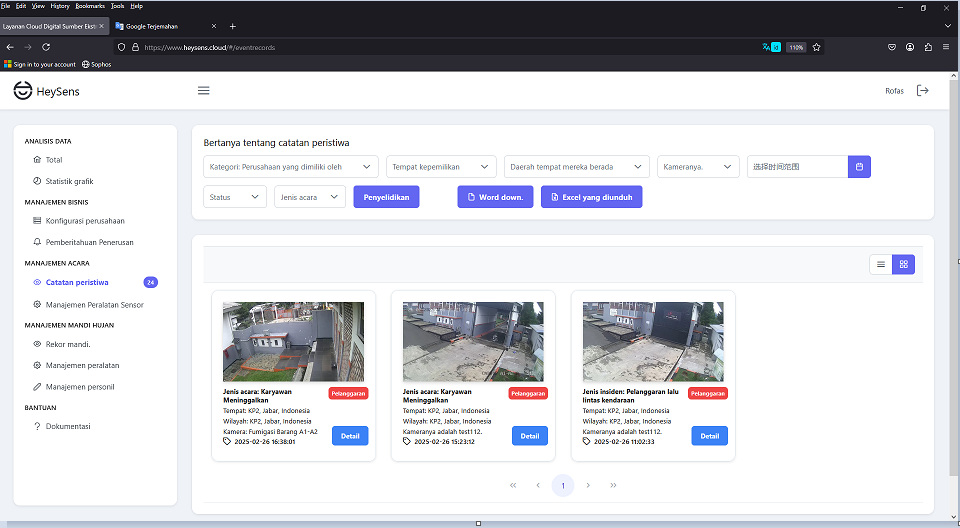 File Edit View History Bookmarks Tools Help
Layanan Cloud Digital Sumber Ekst
Google Terjemahan
https://www.heysens.cloud/#/eventrecords
id
110%
Sign in to your account
Sophos
HeySens
Rofas
ANALISIS DATA
Total
Statistik grafik
MANAJEMEN BISNIS
Konfigurasi perusahaan
Pemberitahuan Penerusan
MANAJEMEN ACARA
Catatan peristiwa 24
Manajemen Peralatan Sensor
MANAJEMEN MANDI HUJAN
Rekor mandi.
Manajemen peralatan
Manajemen personil
BANTUAN
Dokumentasi
Bertanya tentang catatan peristiwa
Kategori: Perusahaan yang dimiliki oleh
Tempat kepemilikan
Daerah tempat mereka berada
Kameranya.
选择时间范围
Status
Jenis acara
Penyelidikan
Word down.
Excel yang diunduh
Jenis acara: Karyawan
Meninggalkan
Pelanggaran
Tempat: KP2, Jabar, Indonesia
Wilayah: KP2, Jabar, Indonesia
Kamera: Fumigasi Barang A1-A2
2025-02-26 16:38:01
Detail
Jenis acara: Karyawan
Meninggalkan
Pelanggaran
Tempat: KP2, Jabar, Indonesia
Wilayah: KP2, Jabar, Indonesia
Kameranya adalah test112.
2025-02-26 15:23:12
Detail
Jenis insiden: Pelanggaran lalu
lintas kendaraan
Pelanggaran
Tempat: KP2, Jabar, Indonesia
Wilayah: KP2, Jabar, Indonesia
Kameranya adalah test112.
2025-02-26 11:02:33
Detail
1